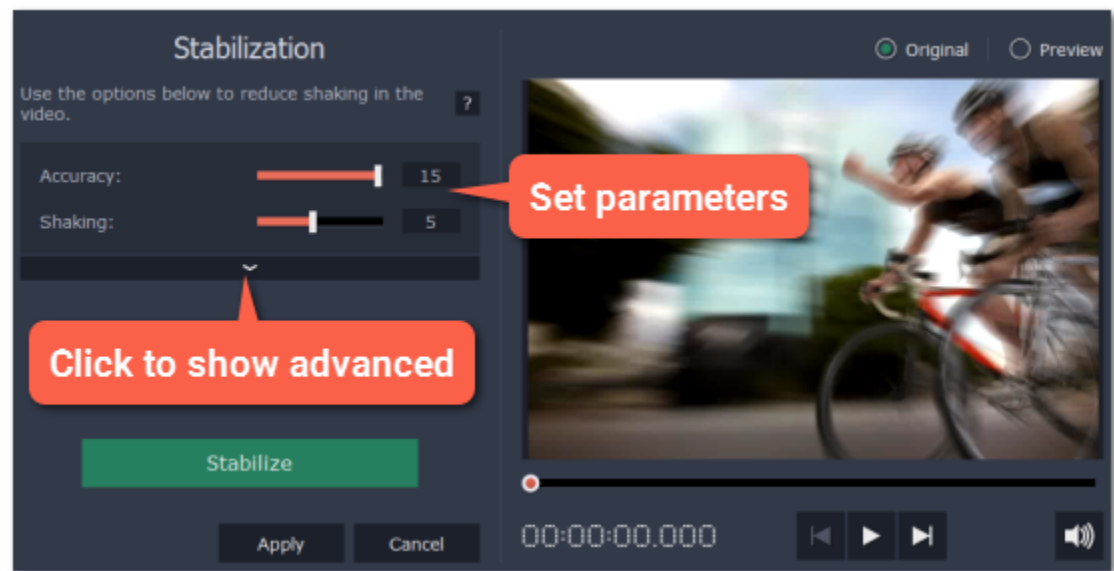 Stabilization
Original
Preview
Use the options below to reduce shaking in the
video.
?
Accuracy:
15
Set parameters
Shaking:
5
Click to show advanced
Stabilize
Apply
Cancel
00:00:00.000